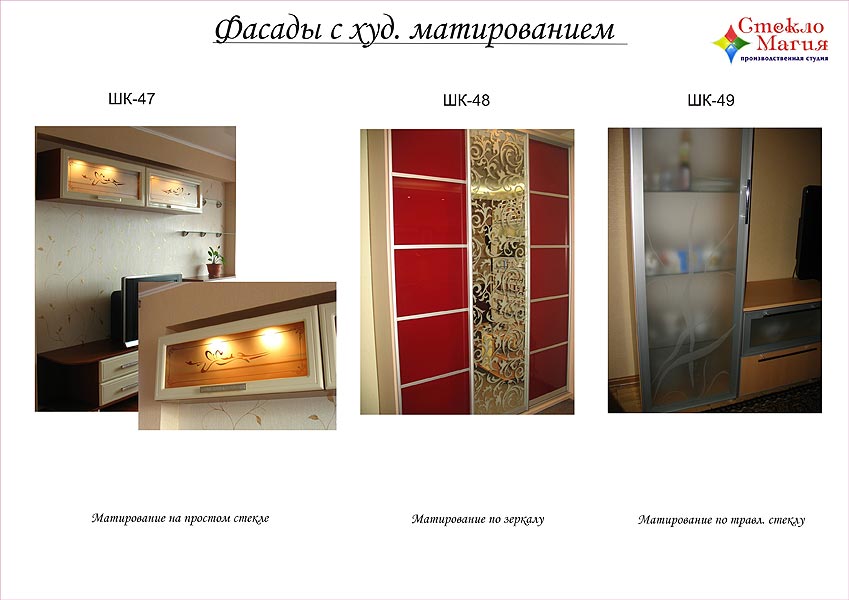 Фасады с худ. матированием
Стекло
Магия
производственная студия
ШК-47
ШК-48
ШК-49
Матирование на простом стекле
Матирование по зеркалу
Матирование по травл. стеклу